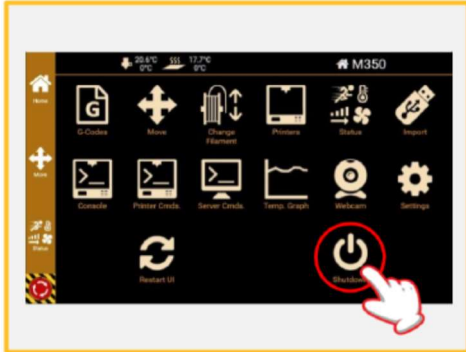 20.6°C 17.7°C
0°C 0°C
M350
Home
Move
Status
G-Codes Move Change Filament Printers Status Import
Console Printer Cmds. Server Cmds. Temp. Graph Webcam Settings
Restart UI Shutdown